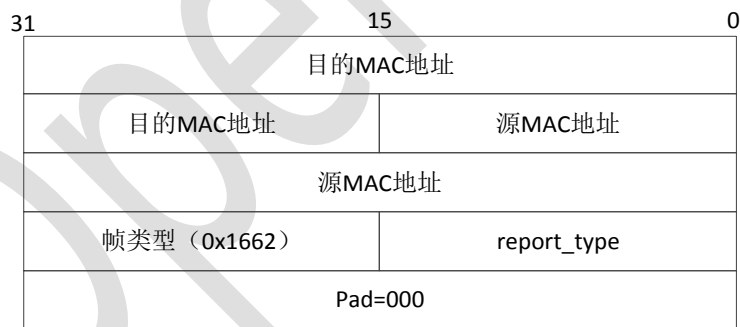 31 15 0
目的MAC地址
目的MAC地址 源MAC地址
源MAC地址
帧类型（0x1662） report_type
Pad=000